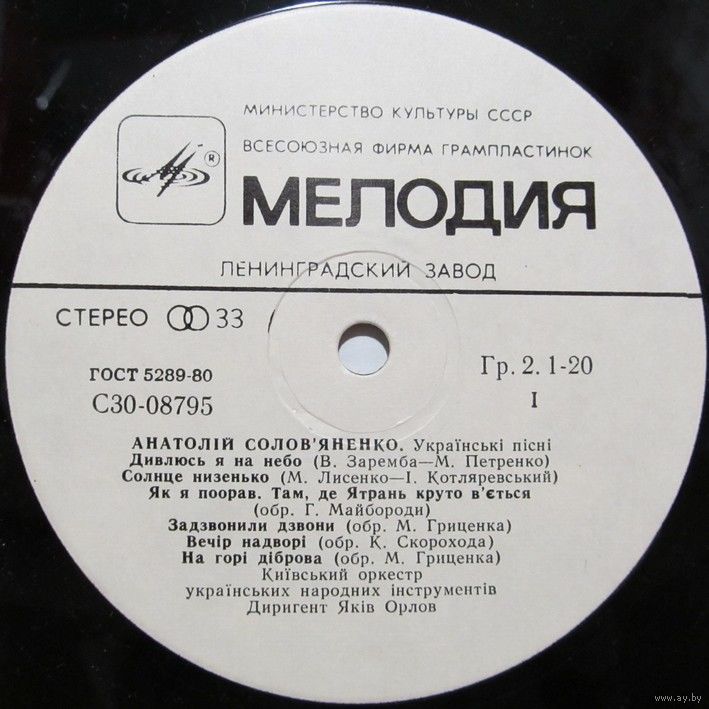 МИНИСТЕРСТВО КУЛЬТУРЫ СССР
ВСЕСОЮЗНАЯ ФИРМА ГРАМПЛАСТИНОК
®
МЕЛОДИЯ
ЛЕНИНГРАДСКИЙ ЗАВОД
СТЕРЕО 33
ГОСТ 5289-80
С30-08795
Гр. 2. 1-20
I
АНАТОЛІЙ СОЛОВ'ЯНЕНКО. Українські пісні
Дивлюсь я на небо (В. Заремба—М. Петренко)
Солнце низенько (М. Лисенко—І. Котляревський)
Як я поорав. Там, де Ятрань круто в'ється
(обр. Г. Майбороди)
Задзвонили дзвони (обр. М. Гриценка)
Вечір надворі (обр. К. Скорохода)
На горі діброва (обр. М. Гриценка)
Київський оркестр
українських народних інструментів
Диригент Яків Орлов
www.ay.by